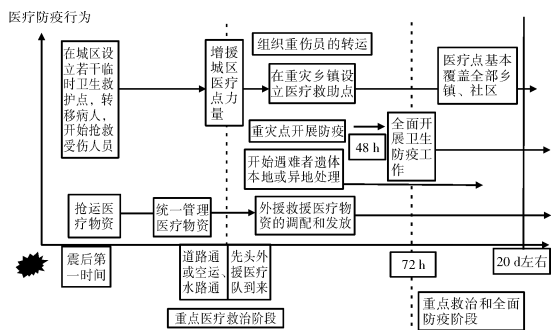 医疗防疫行为
在城区设
立若干临
时卫生救
护点，转
移病人，
开始抢救
受伤人员
增援
城区
医疗
点力
量
组织重伤员的转运
在重灾乡镇设
立医疗救助点
医疗点基本
覆盖全部乡
镇、社区
重灾点开展防疫
48 h
全面开
展卫生
防疫工
作
开始遇难者遗体
本地或异地处理
抢运医
疗物资
统一管理
医疗物资
外援救援医疗物
资的调配和发放
震后第
一时间
道路通
或空运、
水路通
先头外
援医疗
队到来
72 h
20 d左右
重点医疗救治阶段
重点救治和全面
防疫阶段